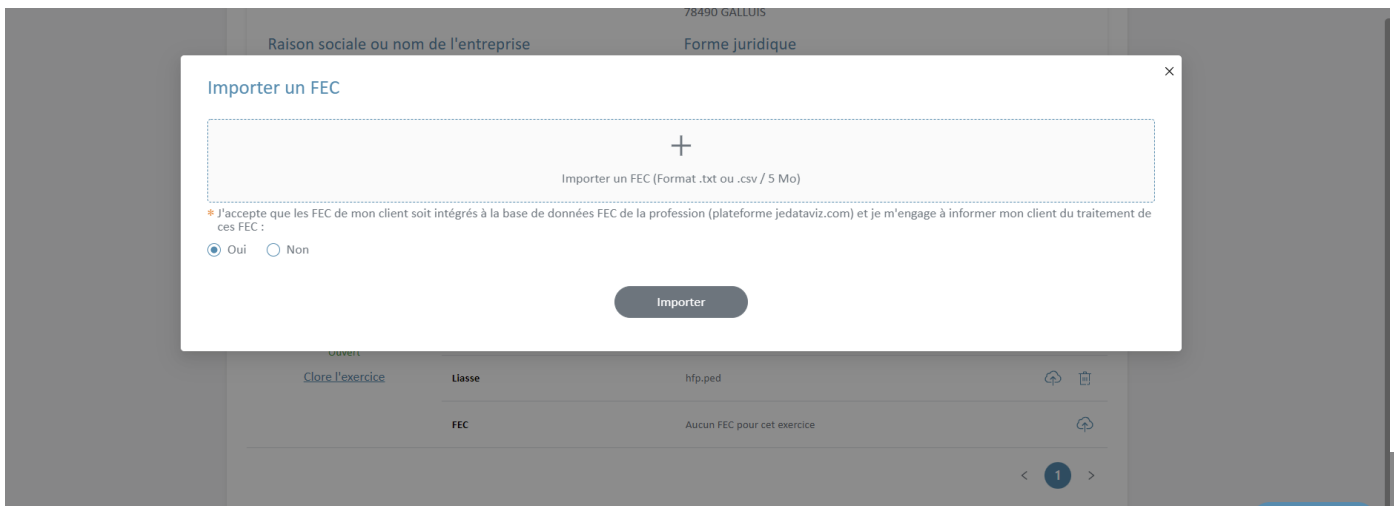 78490 GALLUIS
Raison sociale ou nom de l'entreprise
Forme juridique
Importer un FEC
Importer un FEC (Format .txt ou .csv / 5 Mo)
* J'accepte que les FEC de mon client soit intégrés à la base de données FEC de la profession (plateforme jedataviz.com) et je m'engage à informer mon client du traitement de
ces FEC :
Oui Non
Importer
Ouvert
Clore l'exercice Liasse hfp.ped
FEC Aucun FEC pour cet exercice
< 1 >